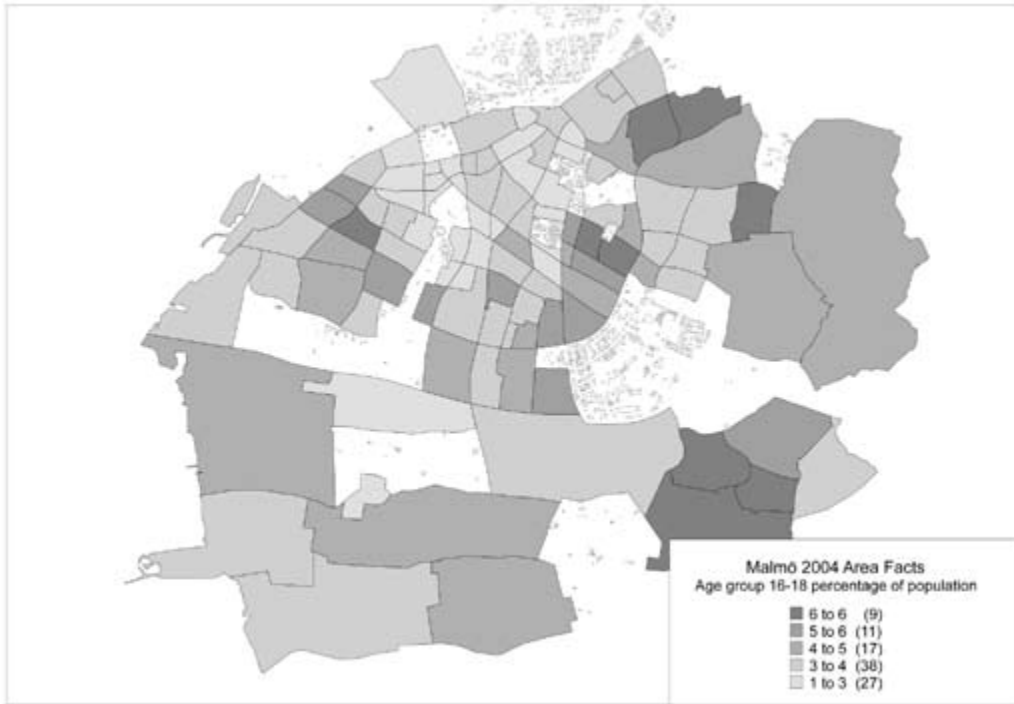 Malmö 2004 Area Facts
Age group 16-18 percentage of population
6 to 6 (9)
5 to 6 (11)
4 to 5 (17)
3 to 4 (38)
1 to 3 (27)